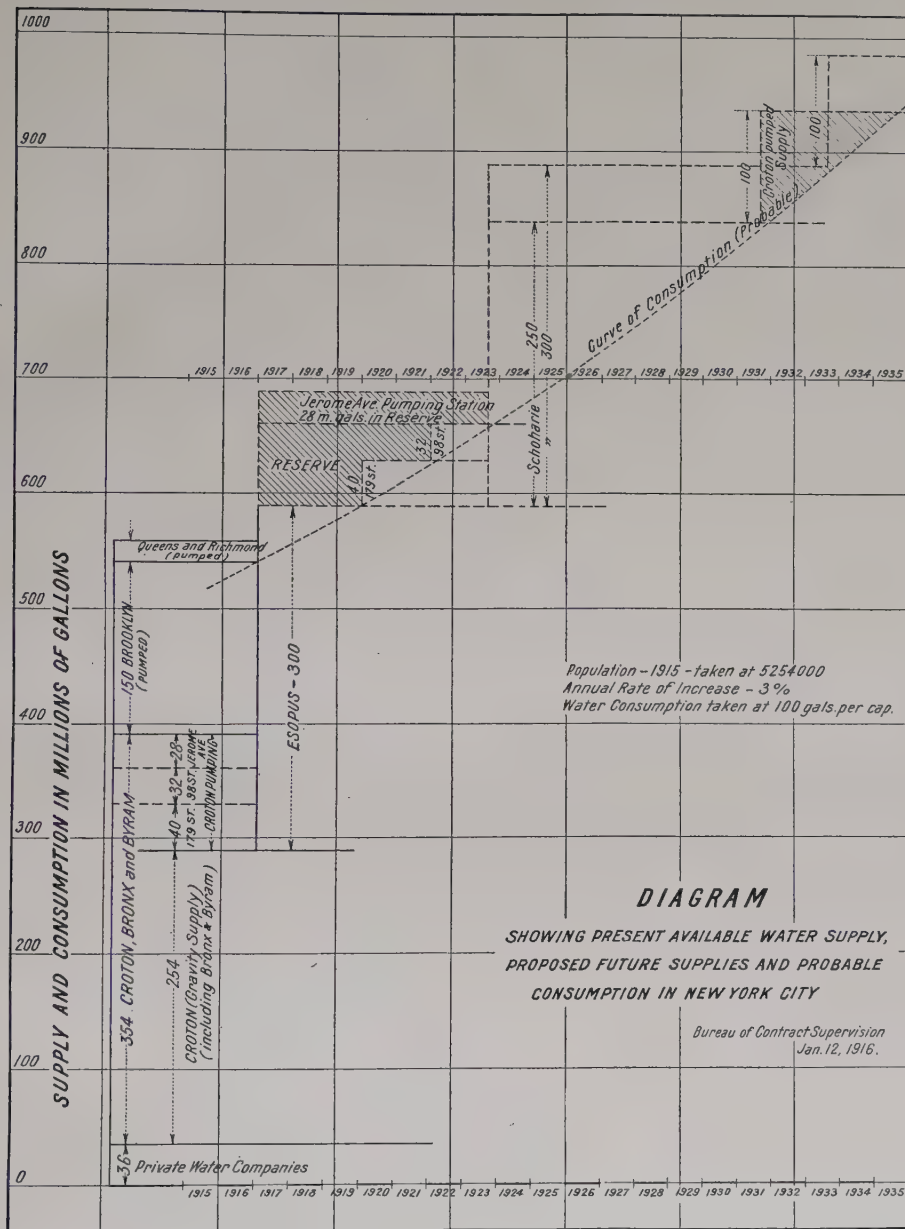 1000
900
800
700
600
500
400
300
200
100
0
SUPPLY AND CONSUMPTION IN MILLIONS OF GALLONS
100
100
Croton pumped
Supply
Curve of Consumption (Probable)
250
300
Schoharie
"
1915 1916 1917 1918 1919 1920 1921 1922 1923 1924 1925 1926 1927 1928 1929 1930 1931 1932 1933 1934 1935
Jerome Ave. Pumping Station
28 m. gals. in Reserve
RESERVE
32
98 st.
40
179 st.
Queens and Richmond
(pumped)
150 BROOKLYN
(PUMPED)
ESOPUS - 300
Population - 1915 - taken at 5254000
Annual Rate of Increase - 3%
Water Consumption taken at 100 gals. per cap.
354 CROTON, BRONX and BYRAM
28
JEROME
AVE
32
98 ST.
40
179 ST.
CROTON PUMPING
254
CROTON (Gravity Supply)
(including Bronx & Byram)
DIAGRAM
SHOWING PRESENT AVAILABLE WATER SUPPLY,
PROPOSED FUTURE SUPPLIES AND PROBABLE
CONSUMPTION IN NEW YORK CITY
Bureau of Contract Supervision
Jan. 12, 1916.
36
Private Water Companies
1915 1916 1917 1918 1919 1920 1921 1922 1923 1924 1925 1926 1927 1928 1929 1930 1931 1932 1933 1934 1935